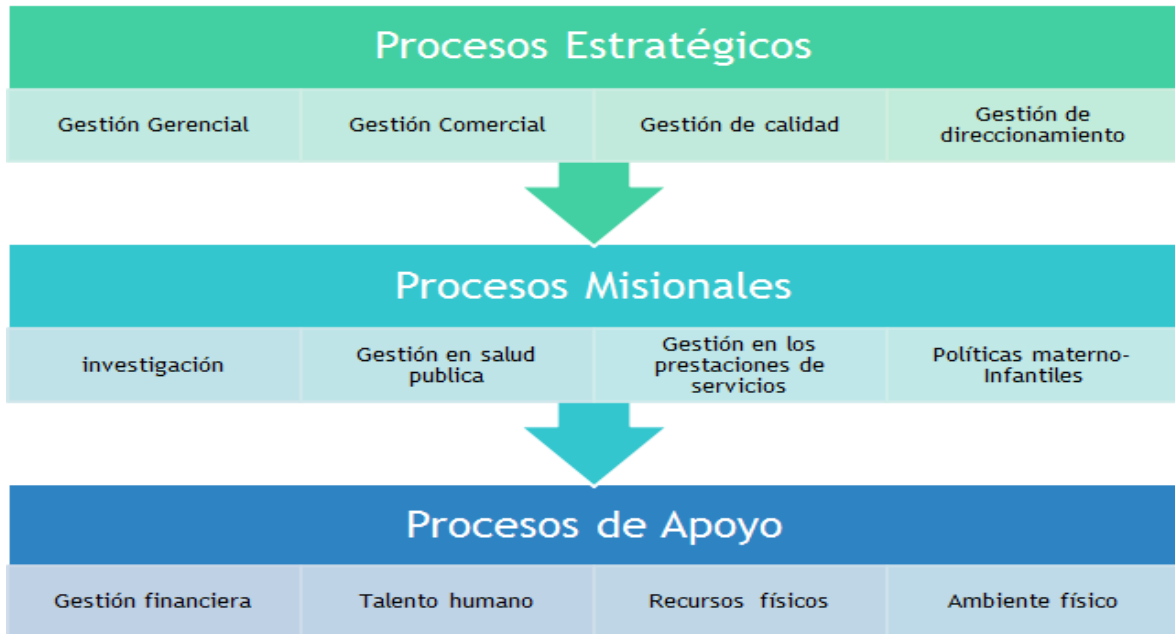 Procesos Estratégicos
Gestión Gerencial
Gestión Comercial
Gestión de calidad
Gestión de
direccionamiento
Procesos Misionales
investigación
Gestión en salud
publica
Gestión en los
prestaciones de
servicios
Políticas materno-
Infantiles
Procesos de Apoyo
Gestión financiera
Talento humano
Recursos físicos
Ambiente físico